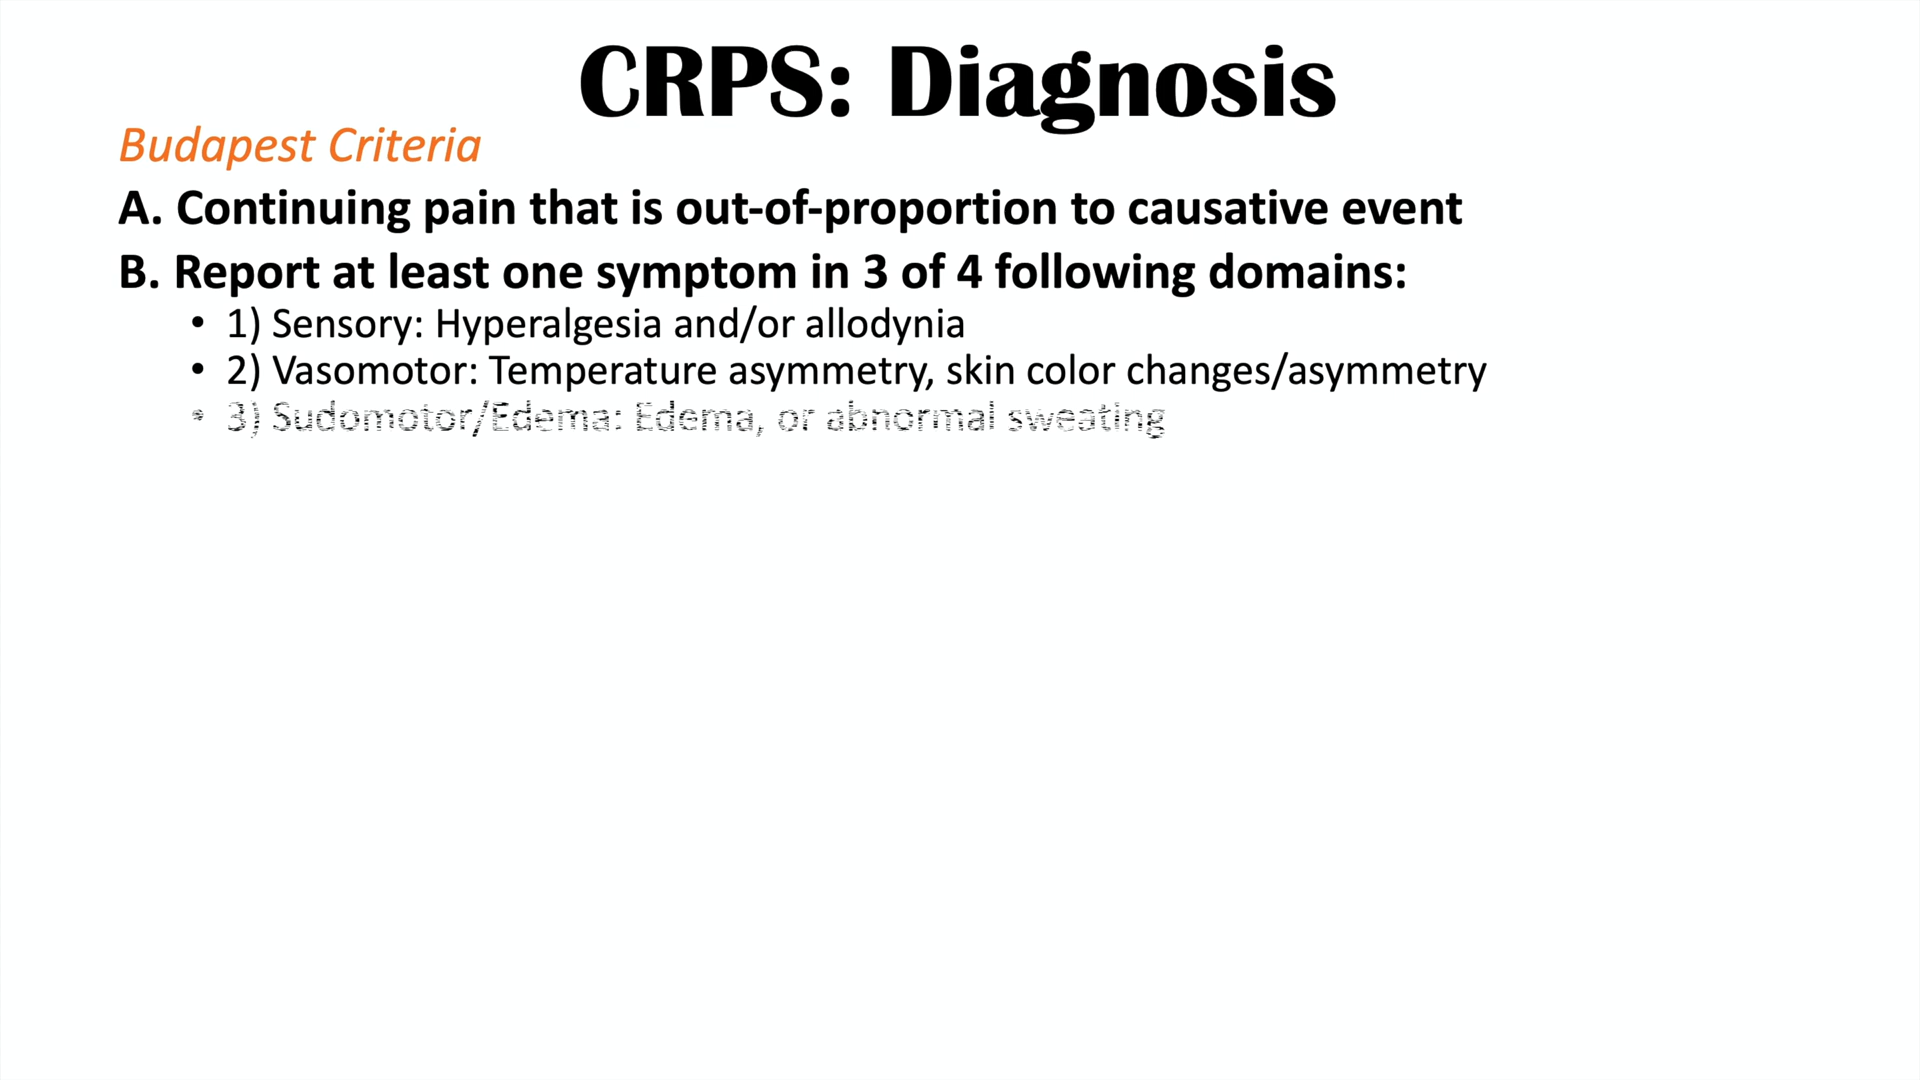 CRPS: Diagnosis
Budapest Criteria
A. Continuing pain that is out-of-proportion to causative event
B. Report at least one symptom in 3 of 4 following domains:
• 1) Sensory: Hyperalgesia and/or allodynia
• 2) Vasomotor: Temperature asymmetry, skin color changes/asymmetry
• 3) Sudomotor/Edema: Edema, or abnormal sweating